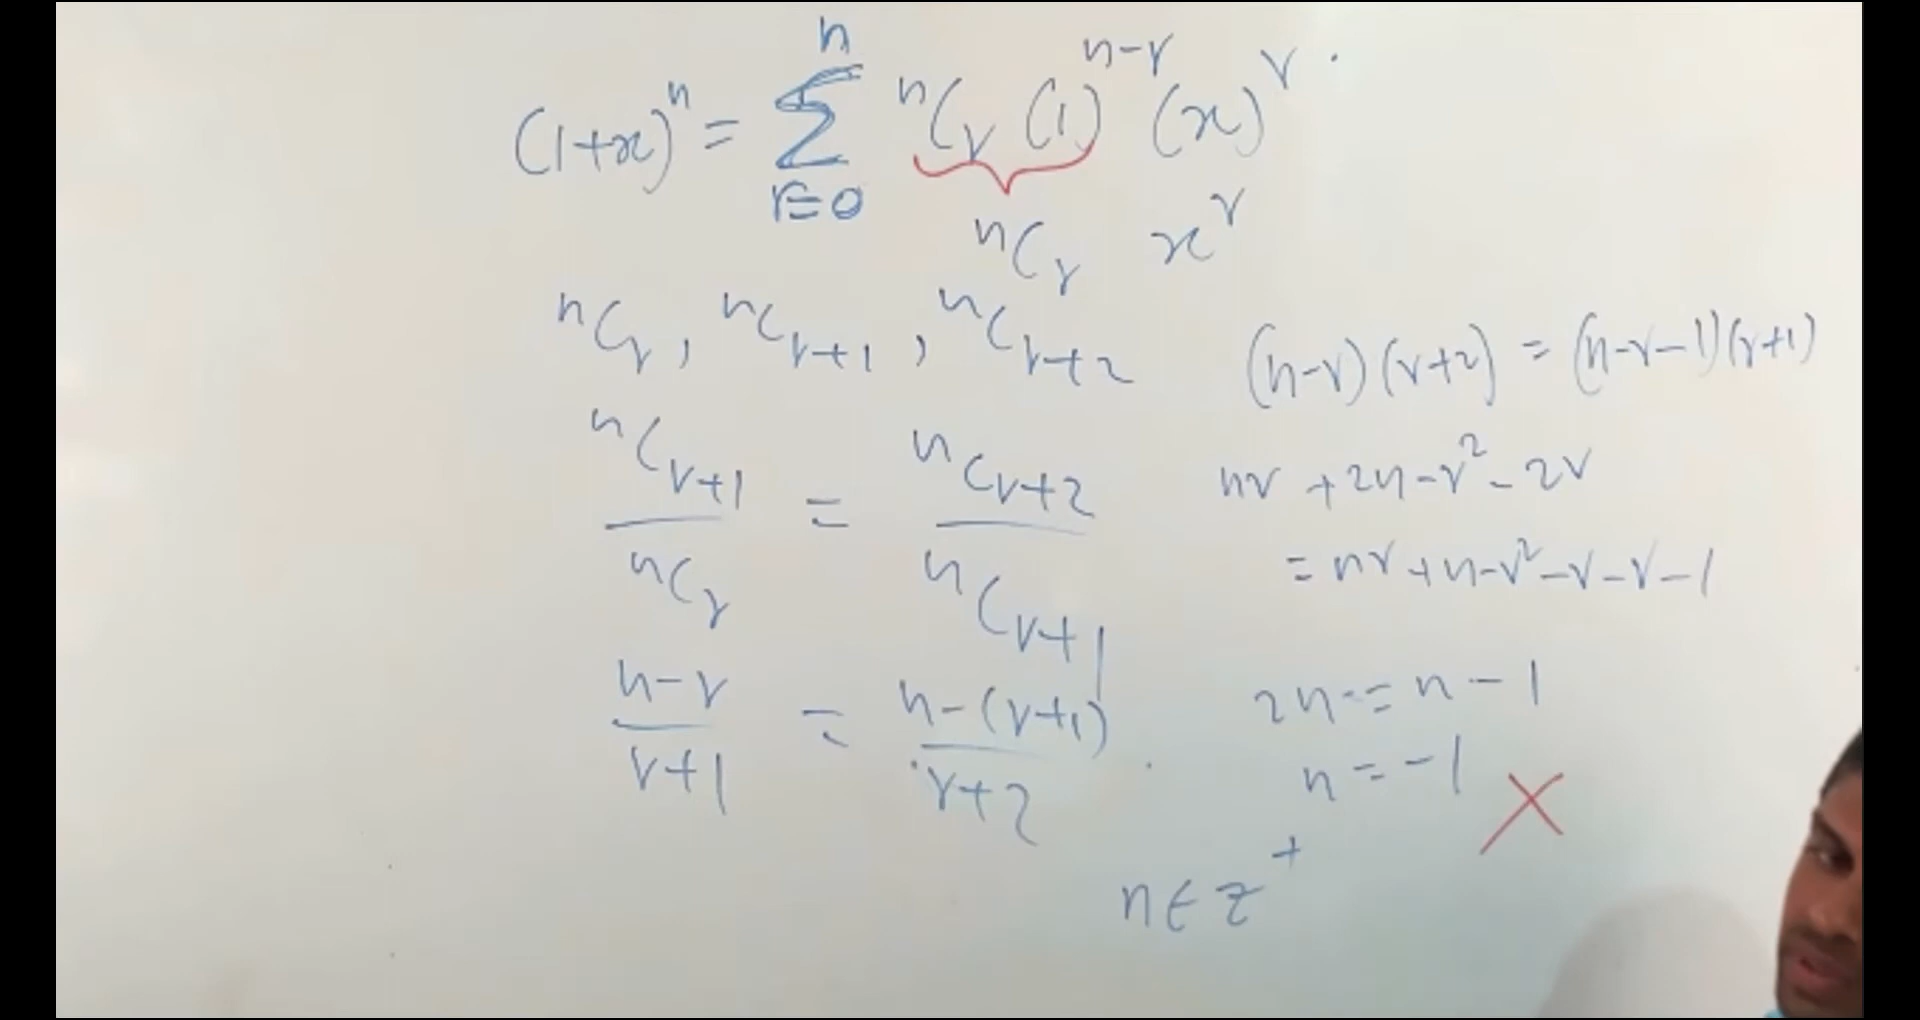 (1+x)^n = \sum_{r=0}^{n} ^nC_r (1)^{n-r} (x)^r .
^nC_r x^r
^nC_r , ^nC_{r+1} , ^nC_{r+2}
^nC_{r+1} / ^nC_r = ^nC_{r+2} / ^nC_{r+1}
n-r / r+1 = n-(r+1) / r+2 .
(n-r)(r+2) = (n-r-1)(r+1)
nr + 2n - r^2 - 2r
= nr + n - r^2 - r - r - 1
2n = n - 1
n = -1 ×
n ∈ z^+